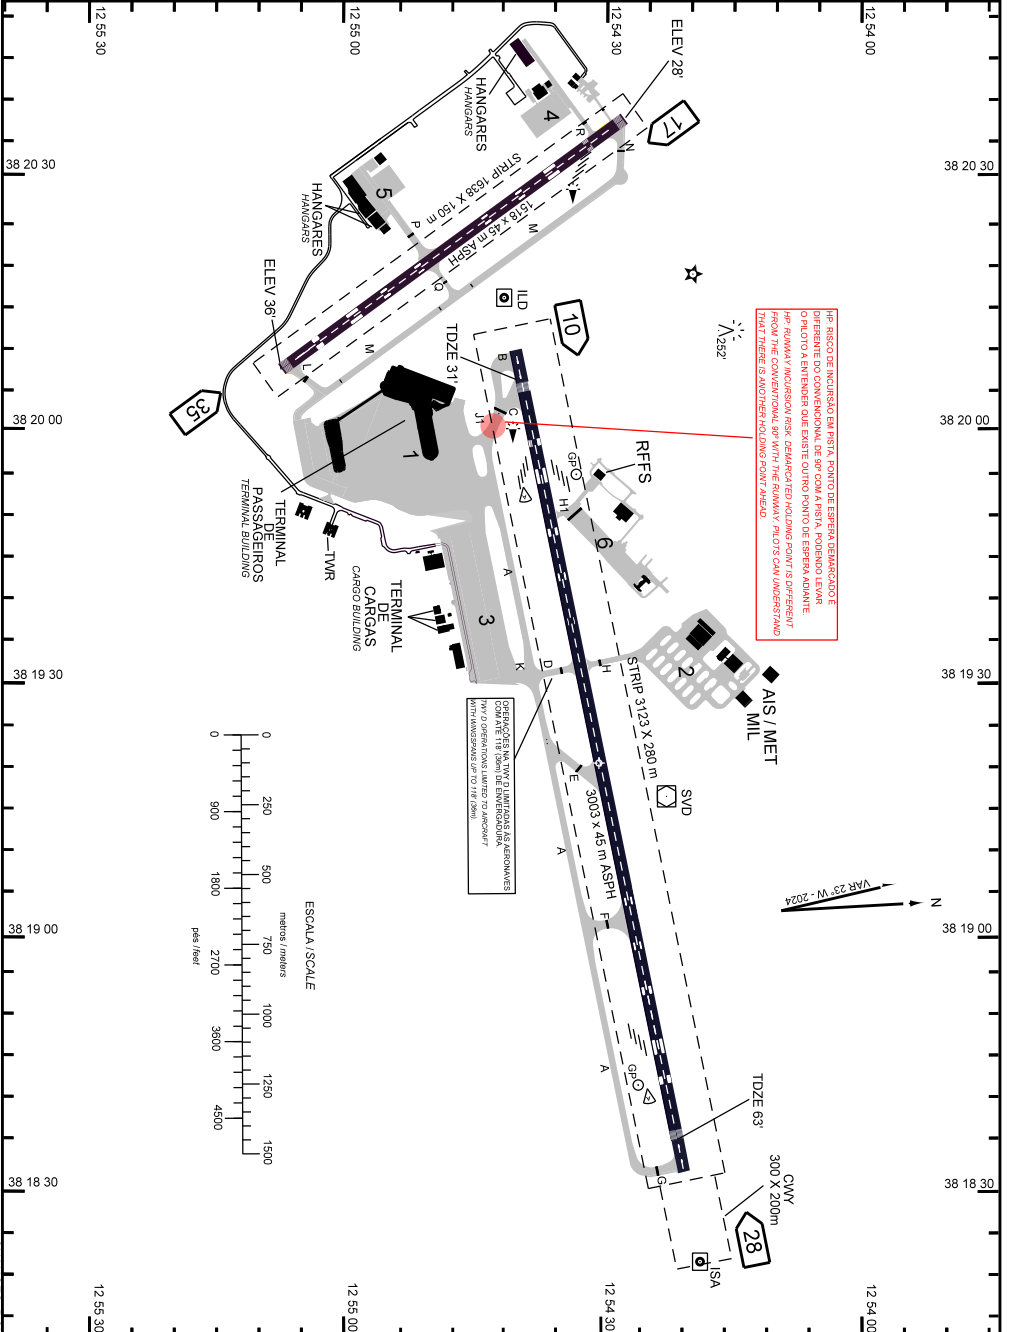 12 55 30
12 55 00
12 54 30
12 54 00
38 20 30
38 20 30
38 20 00
38 20 00
38 19 30
38 19 30
38 19 00
38 19 00
38 18 30
38 18 30
12 55 30
12 55 00
12 54 30
12 54 00
ELEV 28'
17
HANGARES
HANGARS
4
R
N
STRIP 1638 X 150 m
1518 x 45 m ASPH
5
HANGARES
HANGARS
P
M
Q
ELEV 36'
M
L
35
ILD
10
TDZE 31'
B
C
J1
252'
HP: RISCO DE INCURSÃO EM PISTA. PONTO DE ESPERA DEMARCADO É
DIFERENTE DO CONVENCIONAL DE 90º COM A PISTA, PODENDO LEVAR
O PILOTO A ENTENDER QUE EXISTE OUTRO PONTO DE ESPERA ADIANTE.
HP: RUNWAY INCURSION RISK. DEMARCATED HOLDING POINT IS DIFFERENT
FROM THE CONVENTIONAL 90º WITH THE RUNWAY. PILOTS CAN UNDERSTAND
THAT THERE IS ANOTHER HOLDING POINT AHEAD.
1
GP
RFFS
H1
6
TERMINAL
DE
PASSAGEIROS
TERMINAL BUILDING
TWR
A
3
TERMINAL
DE
CARGAS
CARGO BUILDING
K
D
H
2
AIS / MET
MIL
STRIP 3123 X 280 m
OPERAÇÕES NA TWY D LIMITADAS ÀS AERONAVES
COM ATÉ 118' (36m) DE ENVERGADURA.
TWY D OPERATIONS LIMITED TO AIRCRAFT
WITH WINGSPANS UP TO 118' (36m).
E
SVD
3003 x 45 m ASPH
A
F
VAR 23° W - 2024
N
A
GP
TDZE 63'
G
CWY
300 X 200m
28
ISA
ESCALA / SCALE
metros / meters
0 250 500 750 1000 1250 1500
0 900 1800 2700 3600 4500
pés / feet